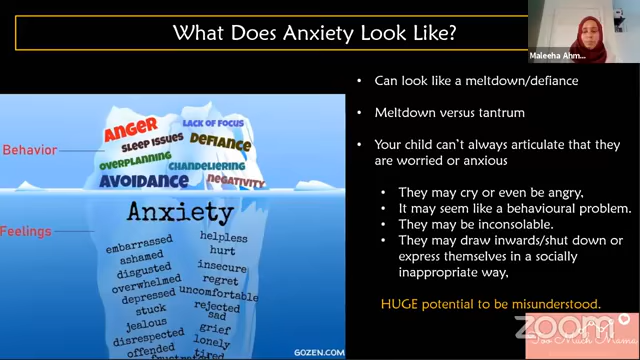 What Does Anxiety Look Like?
Maleeha Ahm...
• Can look like a meltdown/defiance
• Meltdown versus tantrum
• Your child can't always articulate that they
are worried or anxious
• They may cry or even be angry,
• It may seem like a behavioural problem.
• They may be inconsolable.
• They may draw inwards/shut down or
express themselves in a socially
inappropriate way,
HUGE potential to be misunderstood.
Behavior
ANGER
LACK OF FOCUS
SLEEP ISSUES
DEFIANCE
OVERPLANNING
CHANDELIERING
AVOIDANCE
NEGATIVITY
Anxiety
Feelings
embarrassed
helpless
ashamed
hurt
disgusted
insecure
overwhelmed
regret
depressed
uncomfortable
stuck
rejected
sad
jealous
grief
disrespected
lonely
offended
tired
frustrated
GOZEN.COM
zoom
Too Much Mama